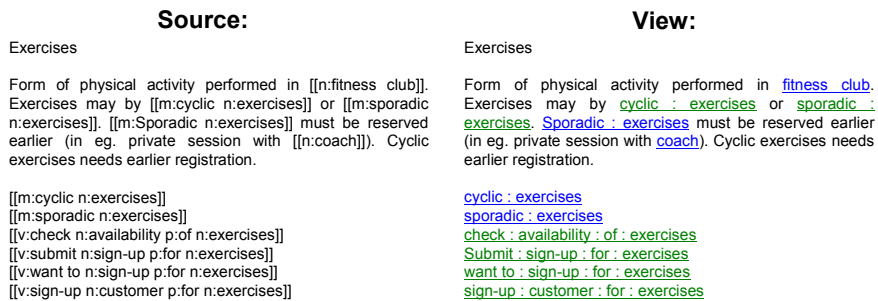 Source:
Exercises
Form of physical activity performed in [[n:fitness club]].
Exercises may by [[m:cyclic n:exercises]] or [[m:sporadic
n:exercises]]. [[m:Sporadic n:exercises]] must be reserved
earlier (in eg. private session with [[n:coach]]). Cyclic
exercises needs earlier registration.
[[m:cyclic n:exercises]]
[[m:sporadic n:exercises]]
[[v:check n:availability p:of n:exercises]]
[[v:submit n:sign-up p:for n:exercises]]
[[v:want to n:sign-up p:for n:exercises]]
[[v:sign-up n:customer p:for n:exercises]]
View:
Exercises
Form of physical activity performed in fitness club.
Exercises may by cyclic : exercises or sporadic :
exercises. Sporadic : exercises must be reserved earlier
(in eg. private session with coach). Cyclic exercises needs
earlier registration.
cyclic : exercises
sporadic : exercises
check : availability : of : exercises
Submit : sign-up : for : exercises
want to : sign-up : for : exercises
sign-up : customer : for : exercises